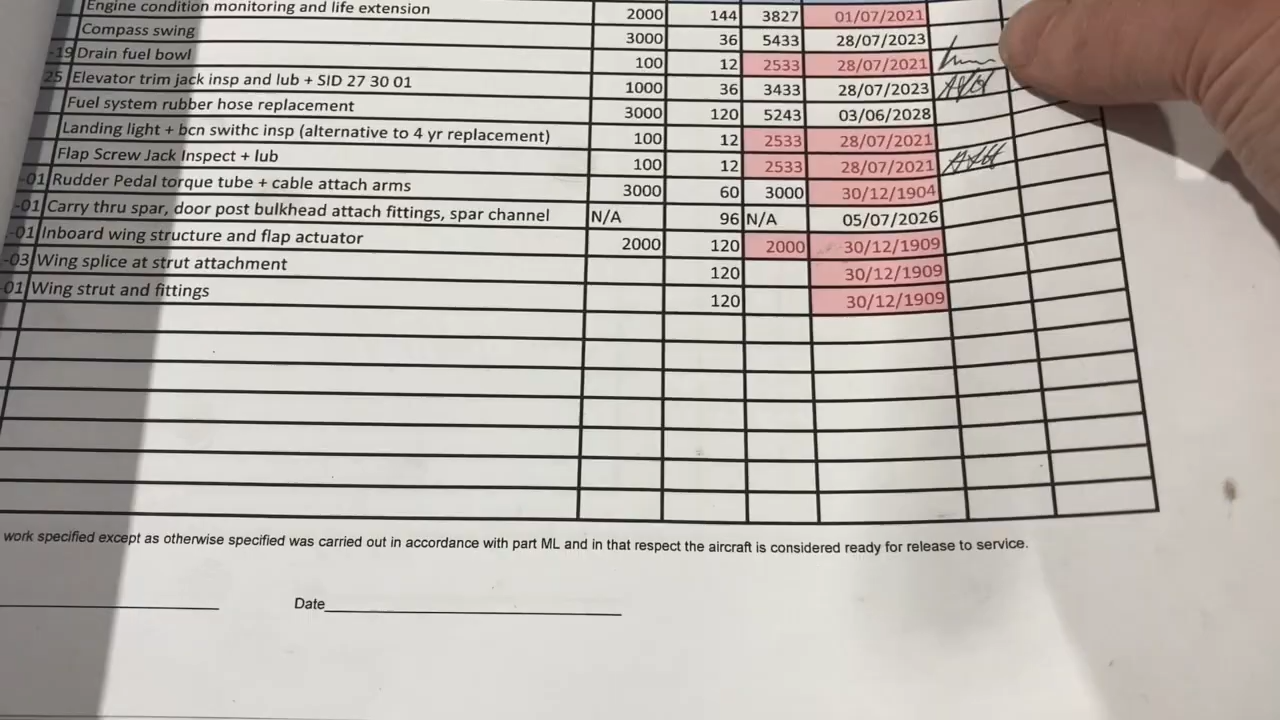 Engine condition monitoring and life extension 2000 144 3827 01/07/2021
Compass swing 3000 36 5433 28/07/2023
-19 Drain fuel bowl 100 12 2533 28/07/2021
25 Elevator trim jack insp and lub + SID 27 30 01 1000 36 3433 28/07/2023
Fuel system rubber hose replacement 3000 120 5243 03/06/2028
Landing light + bcn swithc insp (alternative to 4 yr replacement) 100 12 2533 28/07/2021
Flap Screw Jack Inspect + lub 100 12 2533 28/07/2021
-01 Rudder Pedal torque tube + cable attach arms 3000 60 3000 30/12/1904
-01 Carry thru spar, door post bulkhead attach fittings, spar channel N/A 96 N/A 05/07/2026
-01 Inboard wing structure and flap actuator 2000 120 2000 30/12/1909
-03 Wing splice at strut attachment 120 30/12/1909
01 Wing strut and fittings 120 30/12/1909
work specified except as otherwise specified was carried out in accordance with part ML and in that respect the aircraft is considered ready for release to service.
Date